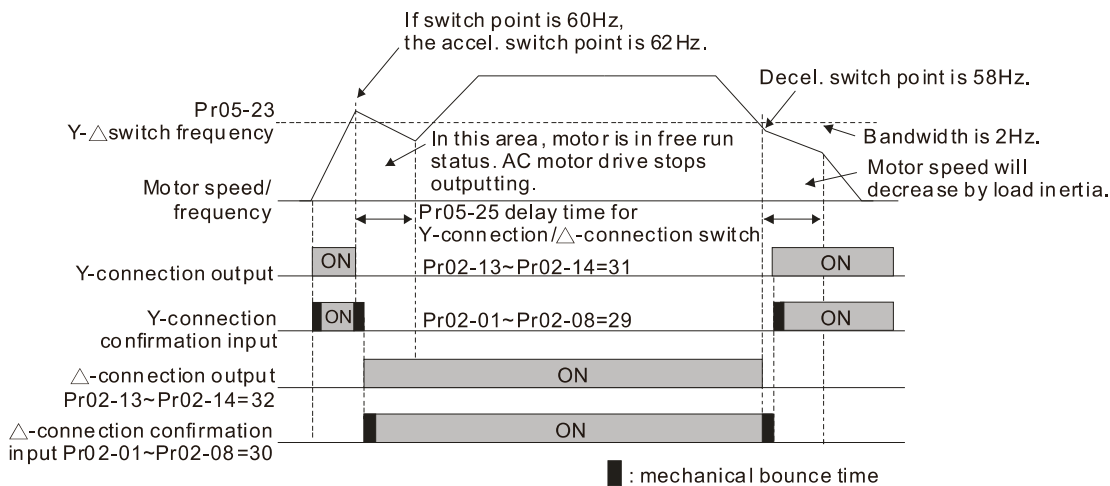 If switch point is 60Hz,
the accel. switch point is 62Hz.
Decel. switch point is 58Hz.
Pr05-23
Y-△switch frequency
In this area, motor is in free run
status. AC motor drive stops
outputting.
Bandwidth is 2Hz.
Motor speed will
decrease by load inertia.
Motor speed/
frequency
Pr05-25 delay time for
Y-connection/△-connection switch
Y-connection output
ON
Pr02-13~Pr02-14=31
ON
Y-connection
confirmation input
ON
Pr02-01~Pr02-08=29
ON
△-connection output
Pr02-13~Pr02-14=32
ON
△-connection confirmation
input Pr02-01~Pr02-08=30
ON
: mechanical bounce time